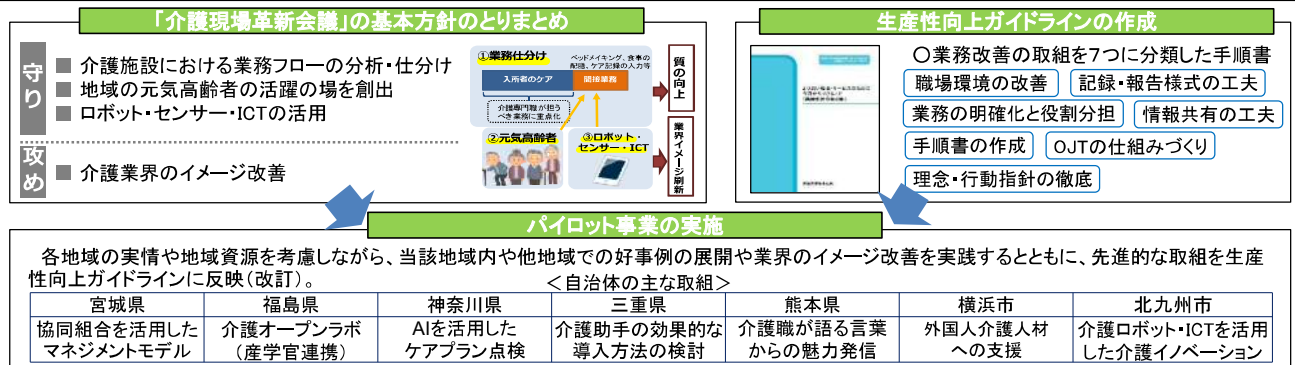 「介護現場革新会議」の基本方針のとりまとめ
守り
■ 介護施設における業務フローの分析・仕分け
■ 地域の元気高齢者の活躍の場を創出
■ ロボット・センサー・ICTの活用
攻め
■ 介護業界のイメージ改善
①業務仕分け
ベッドメイキング、食事の
配膳、ケア記録の入力等
入所者のケア
間接業務
介護専門職が担う
べき業務に重点化
②元気高齢者
③ロボット・
センサー・ICT
質の向上
業界イメージ刷新
生産性向上ガイドラインの作成
〇業務改善の取組を7つに分類した手順書
職場環境の改善 記録・報告様式の工夫
業務の明確化と役割分担 情報共有の工夫
手順書の作成 OJTの仕組みづくり
理念・行動指針の徹底
パイロット事業の実施
各地域の実情や地域資源を考慮しながら、当該地域内や他地域での好事例の展開や業界のイメージ改善を実践するとともに、先進的な取組を生産
性向上ガイドラインに反映(改訂)。
<自治体の主な取組>
宮城県 福島県 神奈川県 三重県 熊本県 横浜市 北九州市
協同組合を活用した 介護オープンラボ AIを活用した 介護助手の効果的な 介護職が語る言葉 外国人介護人材 介護ロボット・ICTを活用
マネジメントモデル (産学官連携) ケアプラン点検 導入方法の検討 からの魅力発信 への支援 した介護イノベーション